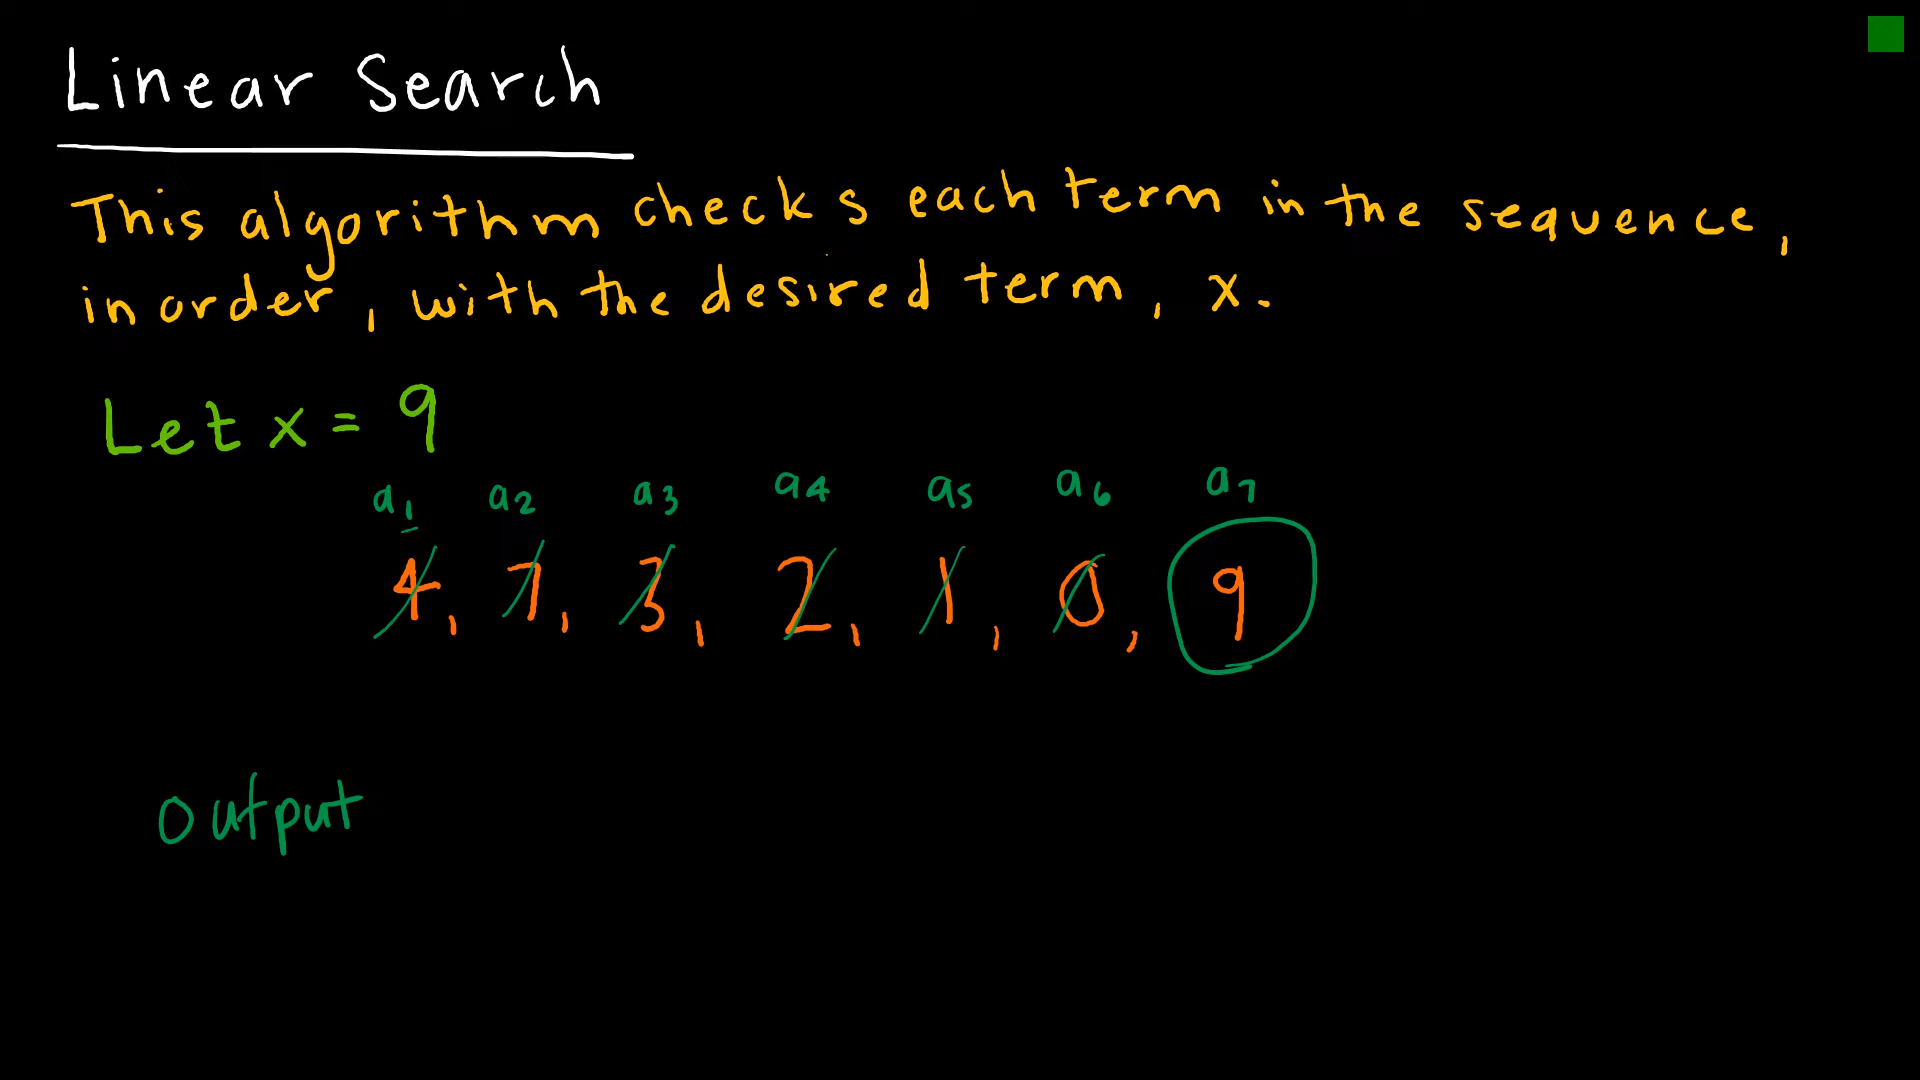 Linear Search
This algorithm checks each term in the sequence,
in order, with the desired term, x.
Let x = 9
a1 a2 a3 a4 a5 a6 a7
4, 7, 3, 2, 1, 0, 9
output